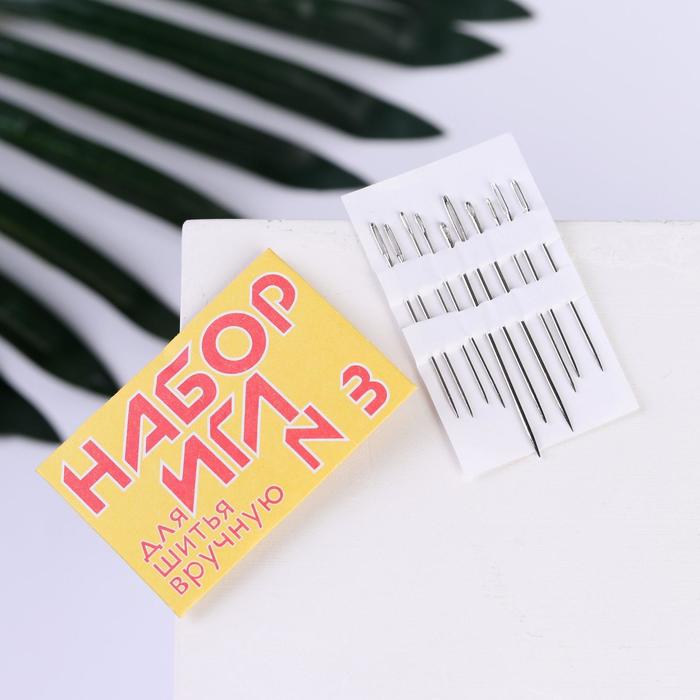 НАБОР
ИГЛ
N 3
для
шитья
вручную